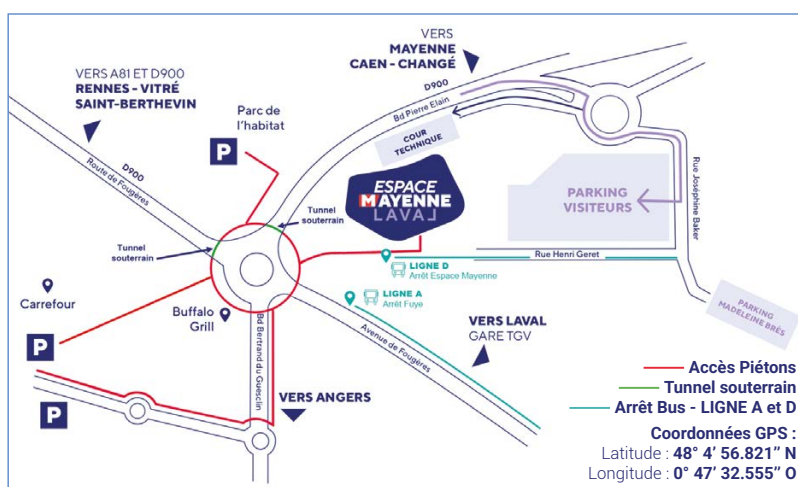 VERS
MAYENNE
CAEN - CHANGÉ
VERS A81 ET D900
RENNES - VITRÉ
SAINT-BERTHEVIN
D900
Bd Pierre Elain
Parc de
l'habitat
P
COUR
TECHNIQUE
D900
Route de Fougères
ESPACE
MAYENNE
LAVAL
PARKING
VISITEURS
Rue Joséphine Baker
Tunnel
souterrain
Tunnel
souterrain
Rue Henri Geret
LIGNE D
Arrêt Espace Mayenne
LIGNE A
Arrêt Fuye
Carrefour
Buffalo
Grill
Bd Bertrand du Guesclin
Avenue de Fougères
VERS LAVAL
GARE TGV
PARKING
MADELEINE BRÈS
P
P
VERS ANGERS
Accès Piétons
Tunnel souterrain
Arrêt Bus - LIGNE A et D
Coordonnées GPS :
Latitude : 48° 4' 56.821" N
Longitude : 0° 47' 32.555" O